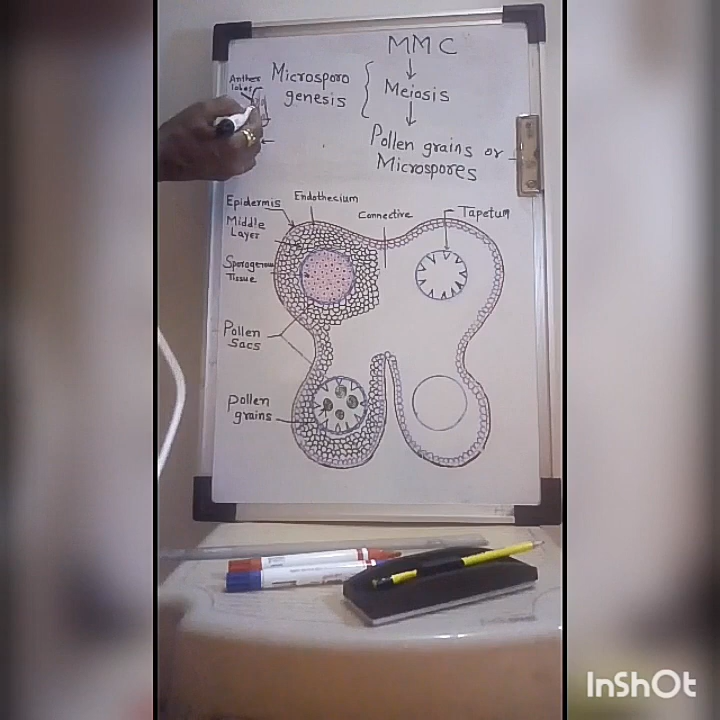 MMC
Anther
lobes
Microsporo
genesis
Meiosis
Pollen grains or
Microspores
Epidermis
Endothecium
Connective
Tapetum
Middle
Layer
Sporogenous
Tissue
Pollen
Sacs
Pollen
grains
InShOt